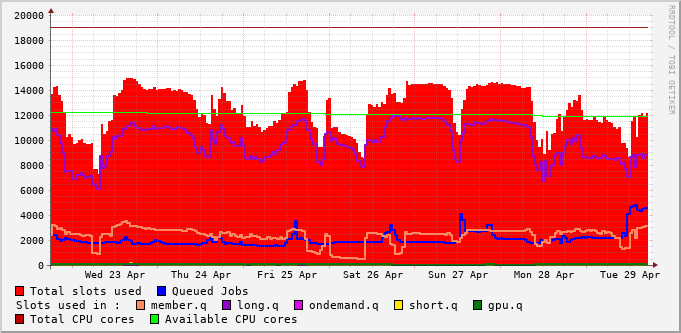 RRDTOOL / TOBI OETIKER
20000
18000
16000
14000
12000
10000
8000
6000
4000
2000
0
Wed 23 Apr Thu 24 Apr Fri 25 Apr Sat 26 Apr Sun 27 Apr Mon 28 Apr Tue 29 Apr
Total slots used Queued Jobs
Slots used in : member.q long.q ondemand.q short.q gpu.q
Total CPU cores Available CPU cores